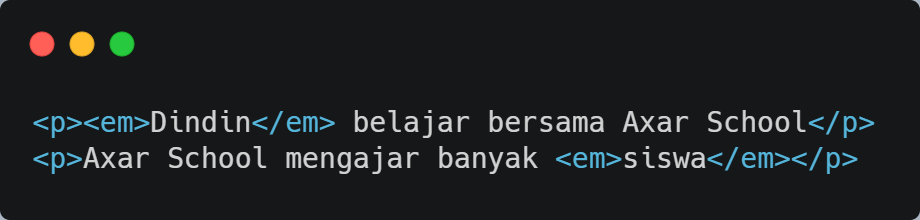 <p><em>Dindin</em> belajar bersama Axar School</p>
<p>Axar School mengajar banyak <em>siswa</em></p>